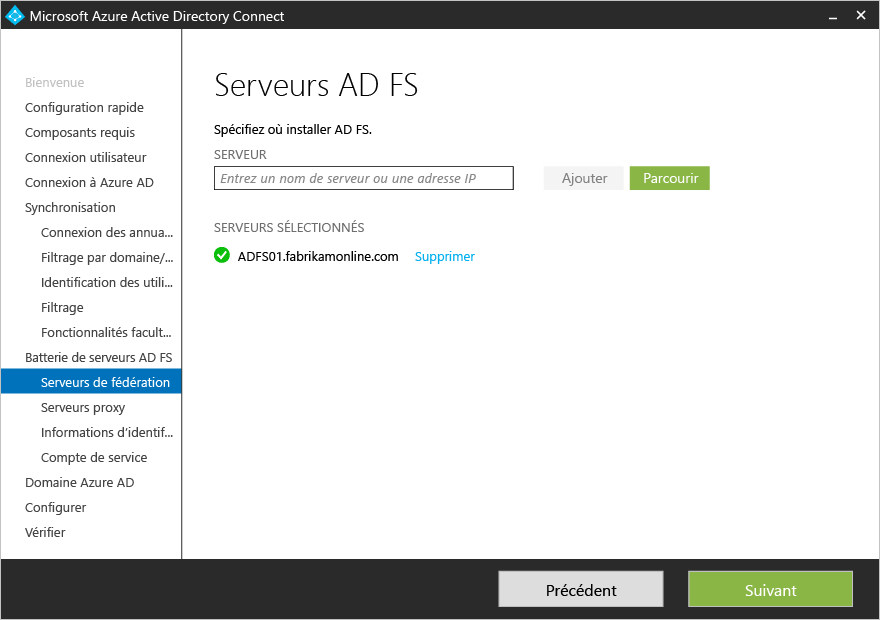 Microsoft Azure Active Directory Connect
Bienvenue
Configuration rapide
Composants requis
Connexion utilisateur
Connexion à Azure AD
Synchronisation
Connexion des annua...
Filtrage par domaine/...
Identification des utili...
Filtrage
Fonctionnalités facult...
Batterie de serveurs AD FS
Serveurs de fédération
Serveurs proxy
Informations d'identif...
Compte de service
Domaine Azure AD
Configurer
Vérifier
Serveurs AD FS
Spécifiez où installer AD FS.
SERVEUR
Entrez un nom de serveur ou une adresse IP
Ajouter
Parcourir
SERVEURS SÉLECTIONNÉS
ADFS01.fabrikamonline.com Supprimer
Précédent
Suivant